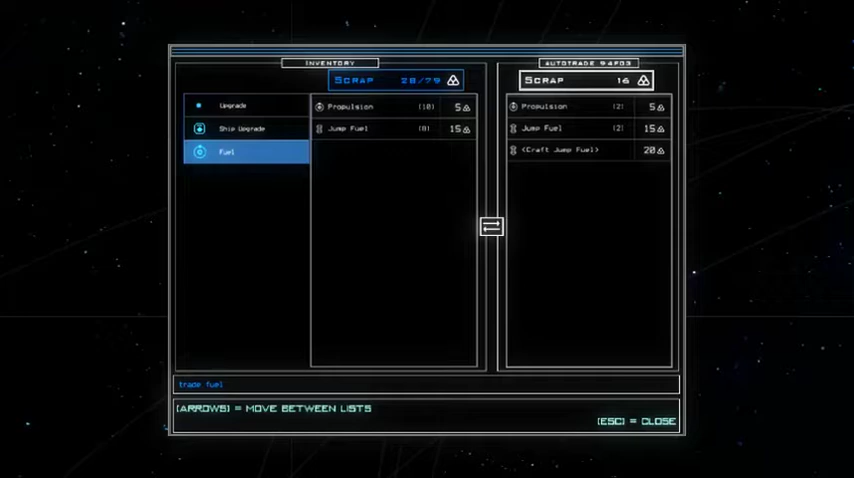 INVENTORY
SCRAP 28/79
Upgrade
Ship Upgrade
Fuel
Propulsion (10) 5
Jump Fuel (0) 15
AUTOTRADE 94F03
SCRAP 16
Propulsion (2) 5
Jump Fuel (2) 15
<Craft Jump Fuel> 20
trade fuel
[ARROWS] = MOVE BETWEEN LISTS
[ESC] = CLOSE